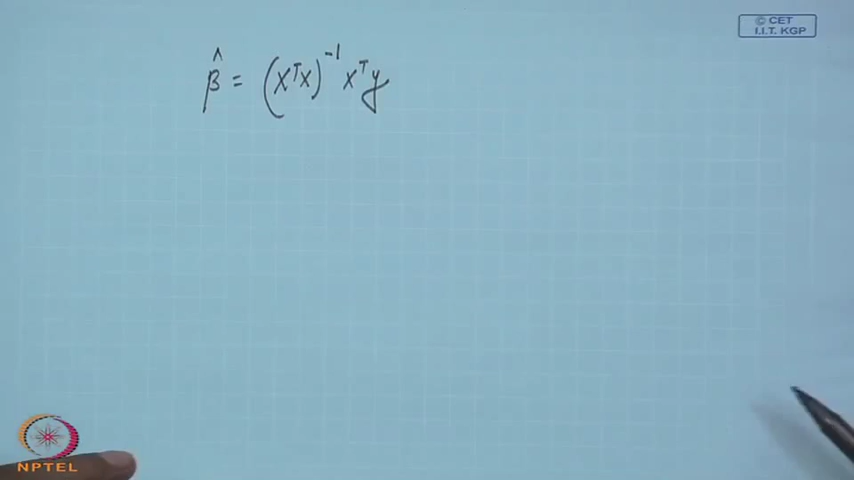 © CET
I.I.T. KGP
β̂ = (XᵀX)⁻¹ Xᵀy
NPTEL